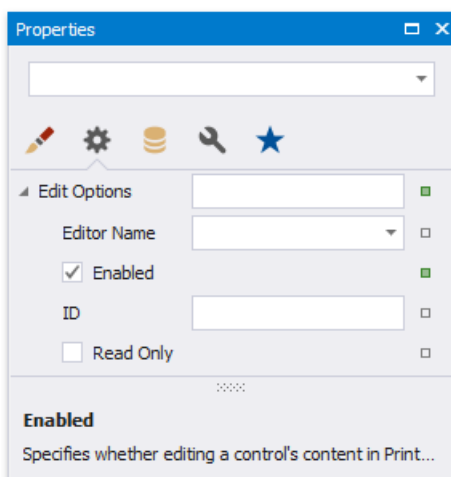 Properties
Edit Options
Editor Name
Enabled
ID
Read Only
Enabled
Specifies whether editing a control's content in Print...